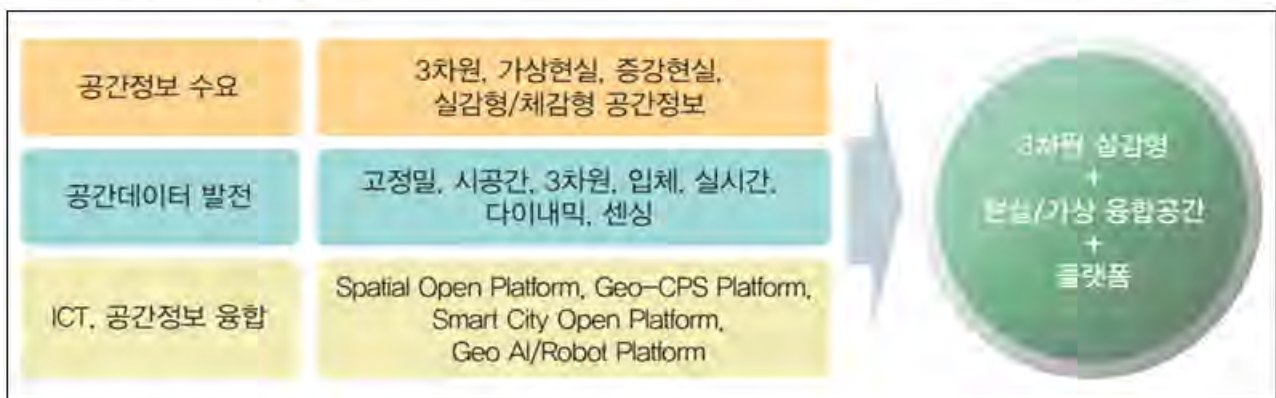 공간정보 수요
3차원, 가상현실, 증강현실,
실감형/체감형 공간정보
공간데이터 발전
고정밀, 시공간, 3차원, 입체, 실시간,
다이내믹, 센싱
ICT, 공간정보 융합
Spatial Open Platform, Geo-CPS Platform,
Smart City Open Platform,
Geo AI/Robot Platform
3차원 실감형
+
현실/가상 융합공간
+
플랫폼